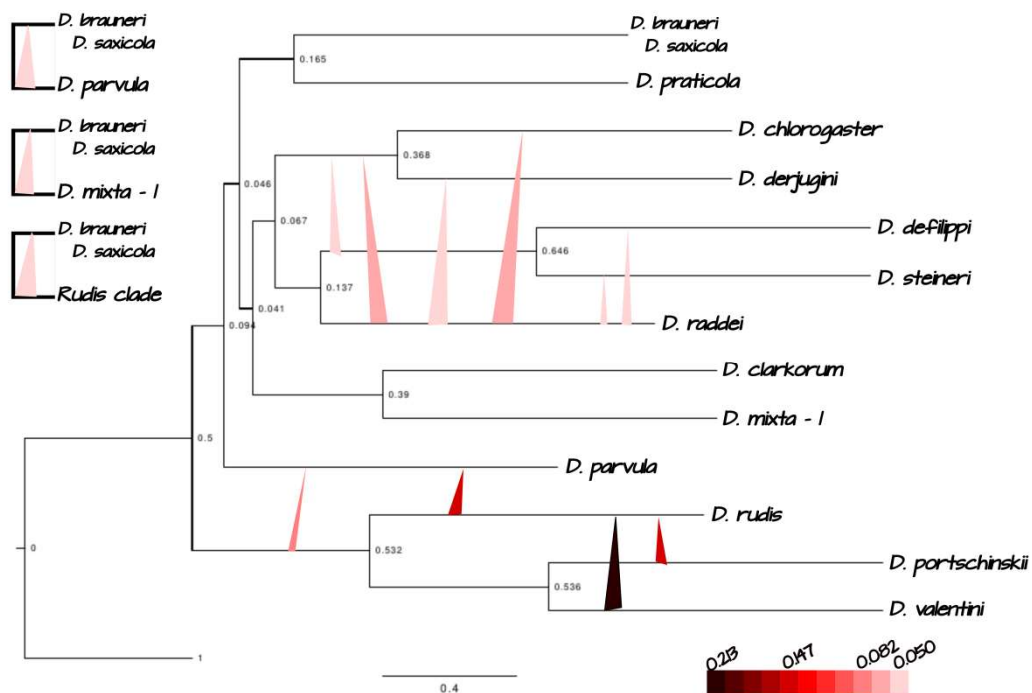 D. brauneri
D. saxicola
D. parvula
D. brauneri
D. saxicola
D. mixta - 1
D. brauneri
D. saxicola
Rudis clade
D. brauneri
D. saxicola
0.165
D. praticola
D. chlorogaster
0.368
D. derjugini
0.046
0.067
D. defilippi
0.646
D. steineri
0.137
0.041
D. raddei
0.094
D. clarkorum
0.39
D. mixta - 1
0.5
D. parvula
D. rudis
0.532
0
D. portschinskii
0.536
D. valentini
1
0.4
0.213 0.147 0.082 0.050